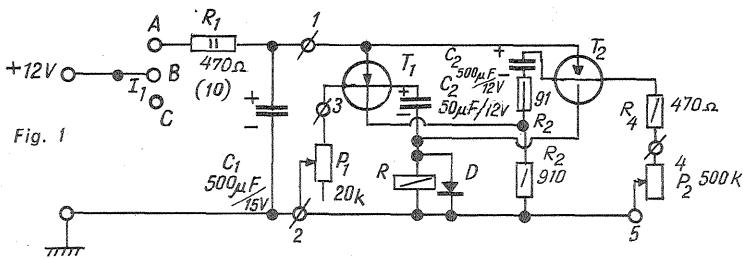 A
R1
470Ω
(10)
1
+12V
B
I1
C
Fig. 1
+
-
C1
500µF/15V
2
3
P1
20k
T1
+
-
C2
500µF/12V
C2
50µF/12V
+
-
91
R2
R2
910
R
D
T2
R4
470Ω
4
P2 500k
5